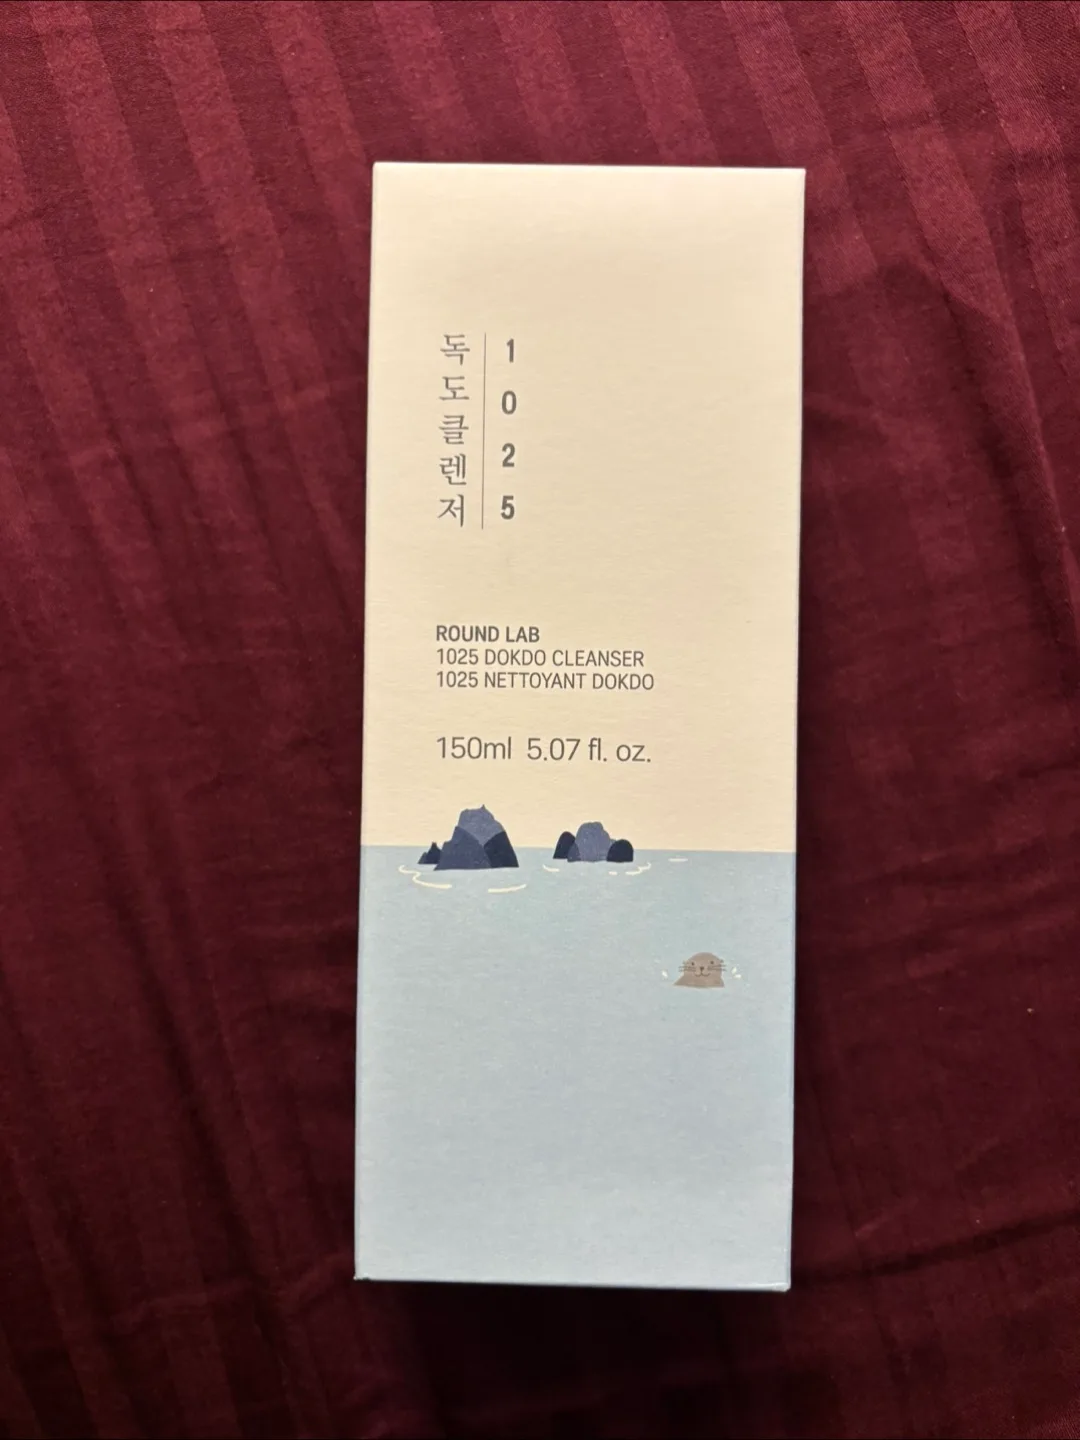 독도클렌저
1025
ROUND LAB
1025 DOKDO CLEANSER
1025 NETTOYANT DOKDO
150ml 5.07 fl. oz.